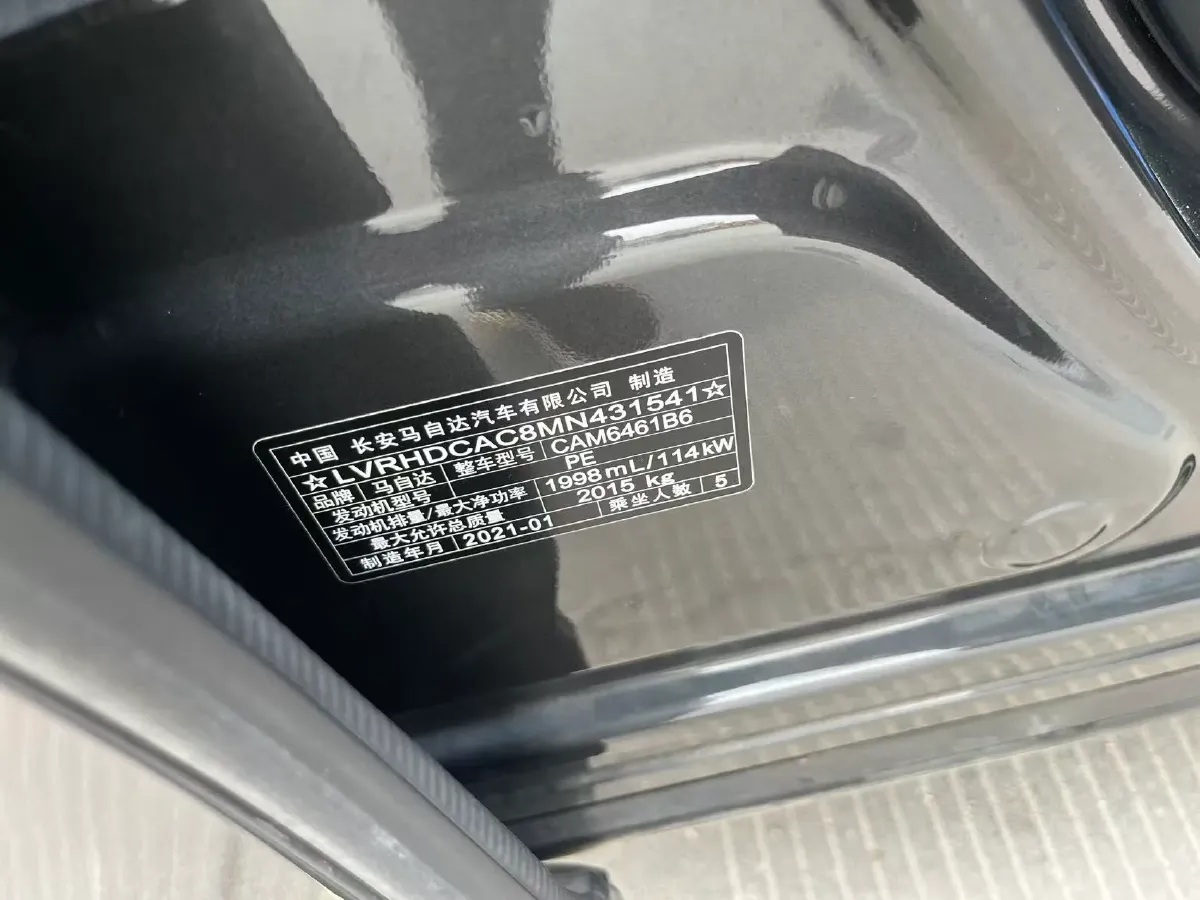 中国 长安马自达汽车有限公司 制造
☆LVRHDCAC8MN431541☆
品牌 马自达 整车型号 CAM6461B6
发动机型号 PE
发动机排量/最大净功率 1998mL/114kW
最大允许总质量 2015 kg
制造年月 2021-01 乘坐人数 5